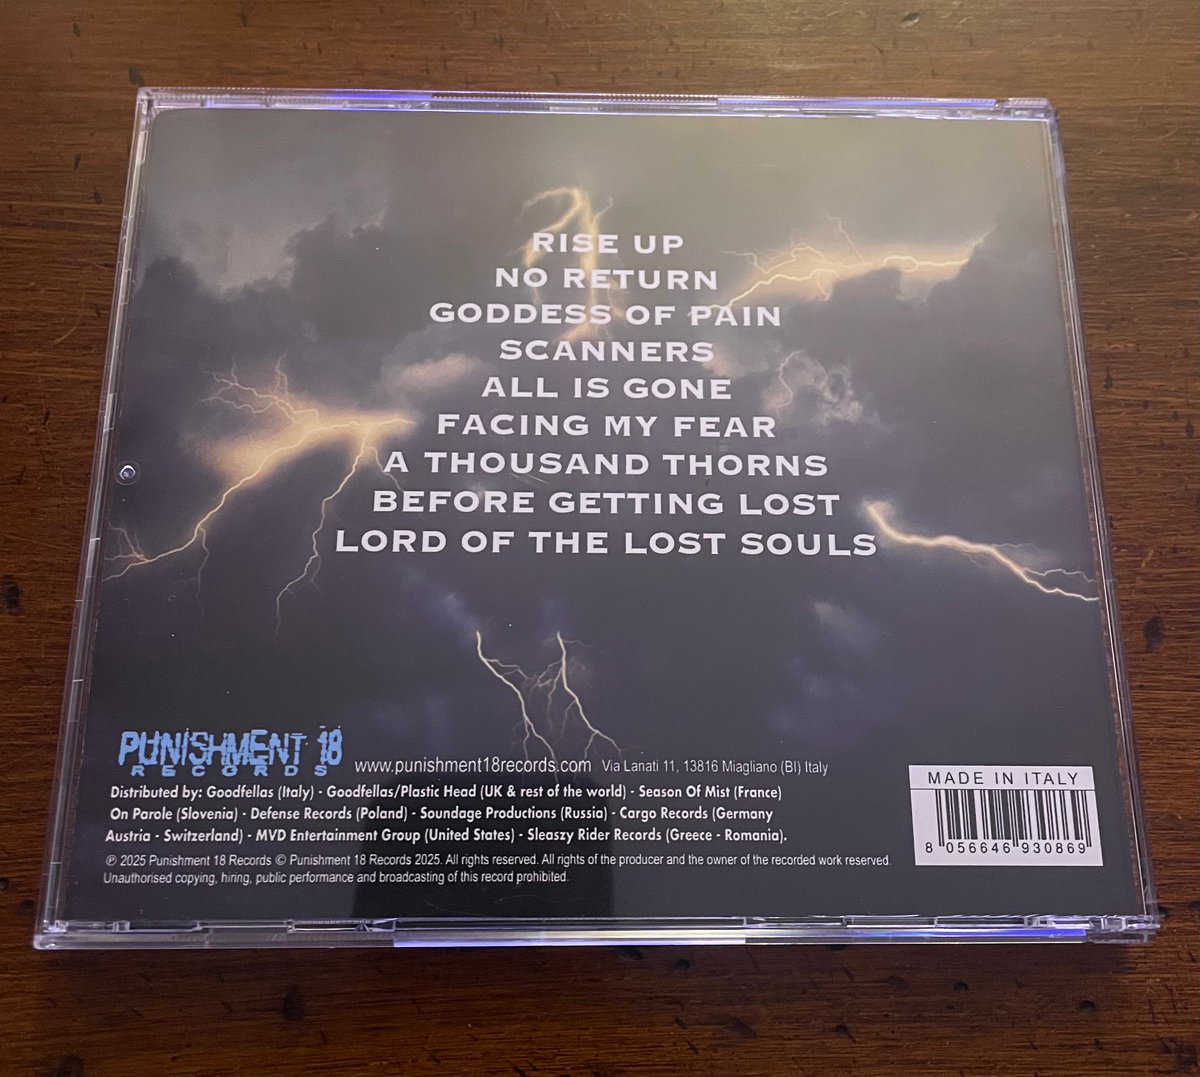 RISE UP
NO RETURN
GODDESS OF PAIN
SCANNERS
ALL IS GONE
FACING MY FEAR
A THOUSAND THORNS
BEFORE GETTING LOST
LORD OF THE LOST SOULS
PUNISHMENT 18
RECORDS
www.punishment18records.com Via Lanati 11, 13816 Miagliano (BI) Italy
Distributed by: Goodfellas (Italy) - Goodfellas/Plastic Head (UK & rest of the world) - Season Of Mist (France)
On Parole (Slovenia) - Defense Records (Poland) - Soundage Productions (Russia) - Cargo Records (Germany
Austria - Switzerland) - MVD Entertainment Group (United States) - Sleaszy Rider Records (Greece - Romania).
℗ 2025 Punishment 18 Records © Punishment 18 Records 2025. All rights reserved. All rights of the producer and the owner of the recorded work reserved.
Unauthorised copying, hiring, public performance and broadcasting of this record prohibited.
MADE IN ITALY
8 056646 930869